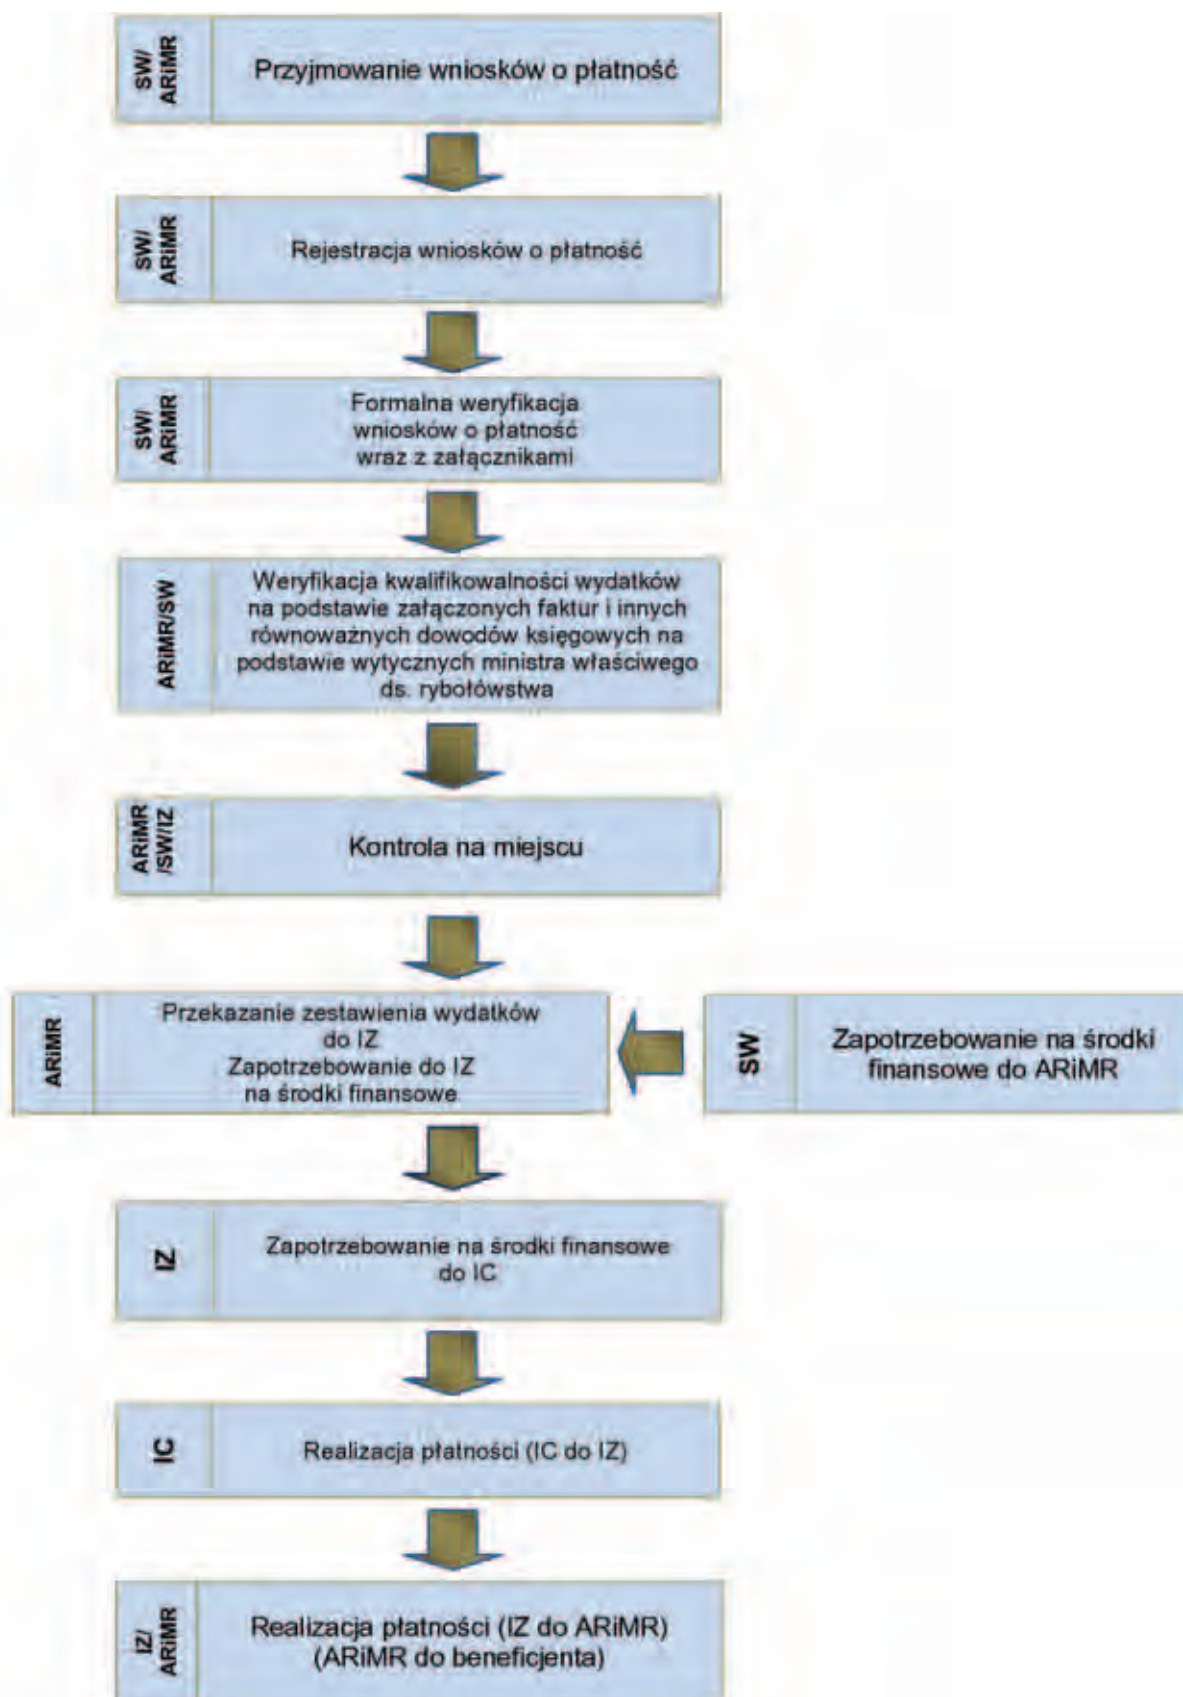 SW/
ARiMR
Przyjmowanie wniosków o płatność
SW/
ARiMR
Rejestracja wniosków o płatność
SW/
ARiMR
Formalna weryfikacja
wniosków o płatność
wraz z załącznikami
ARiMR/SW
Weryfikacja kwalifikowalności wydatków
na podstawie załączonych faktur i innych
równoważnych dowodów księgowych na
podstawie wytycznych ministra właściwego
ds. rybołówstwa
ARiMR
/SW/IZ
Kontrola na miejscu
ARiMR
Przekazanie zestawienia wydatków
do IZ
Zapotrzebowanie do IZ
na środki finansowe
SW
Zapotrzebowanie na środki
finansowe do ARiMR
IZ
Zapotrzebowanie na środki finansowe
do IC
IC
Realizacja płatności (IC do IZ)
IZ/
ARiMR
Realizacja płatności (IZ do ARiMR)
(ARiMR do beneficjenta)